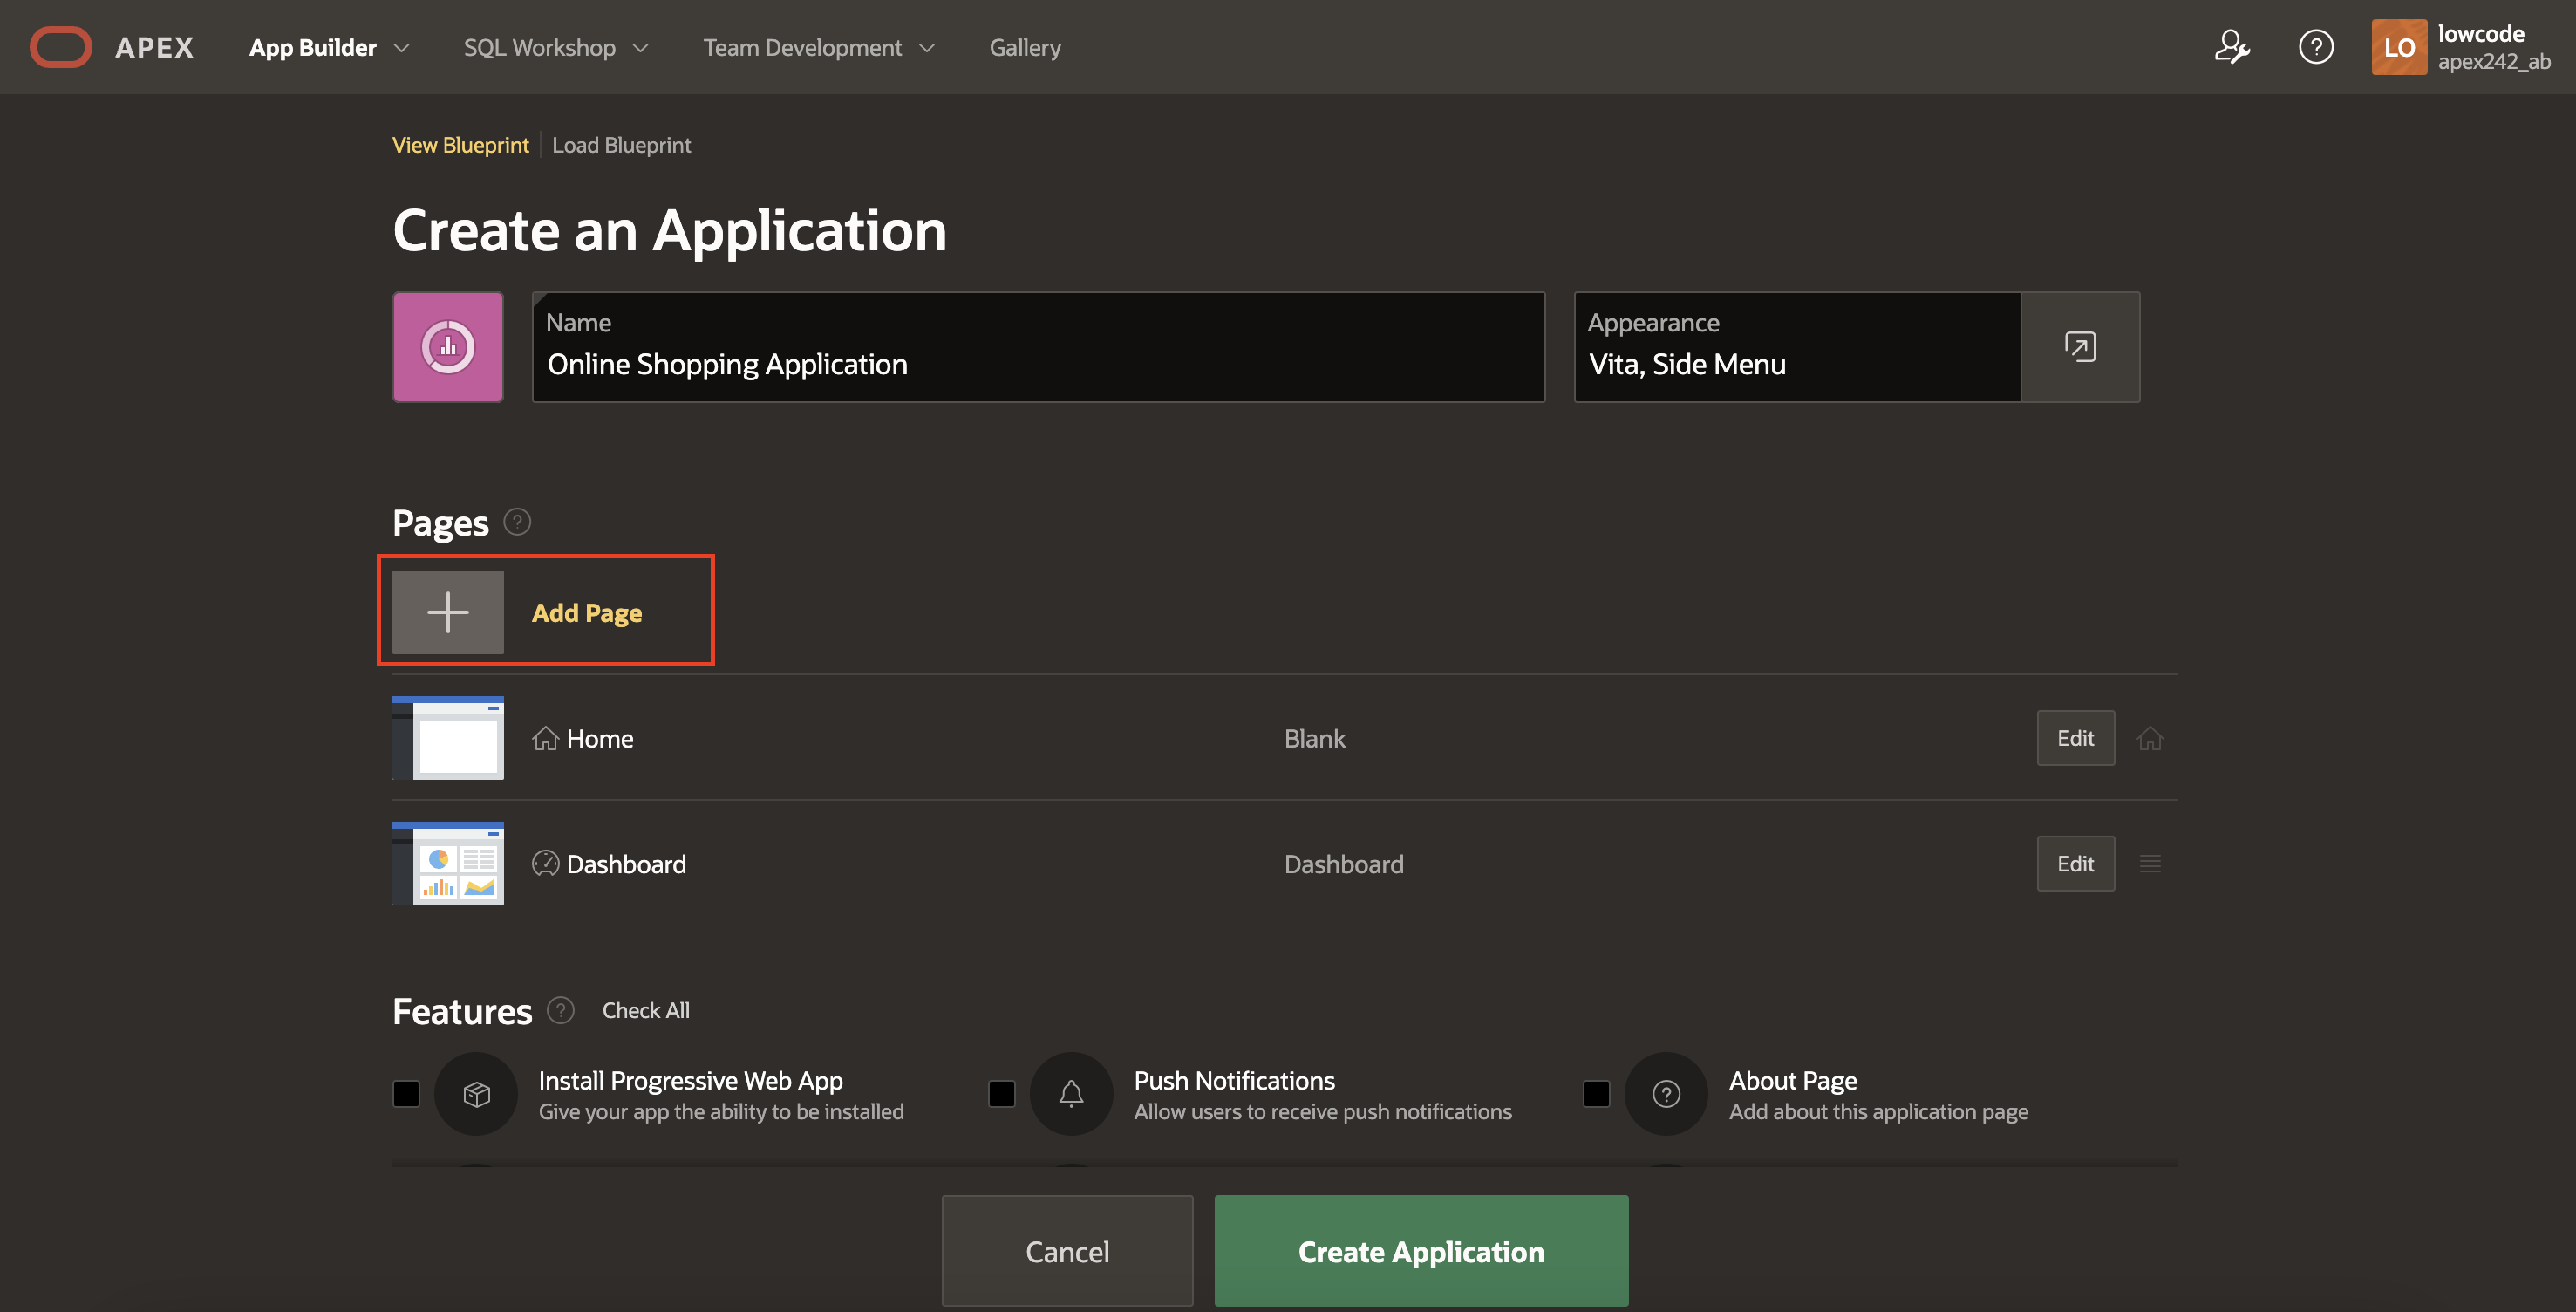 APEX App Builder SQL Workshop Team Development Gallery
LO lowcode
apex242_ab
View Blueprint Load Blueprint
Create an Application
Name
Online Shopping Application
Appearance
Vita, Side Menu
Pages ?
Add Page
Home Blank Edit
Dashboard Dashboard Edit
Features ? Check All
Install Progressive Web App
Give your app the ability to be installed
Push Notifications
Allow users to receive push notifications
About Page
Add about this application page
Cancel Create Application